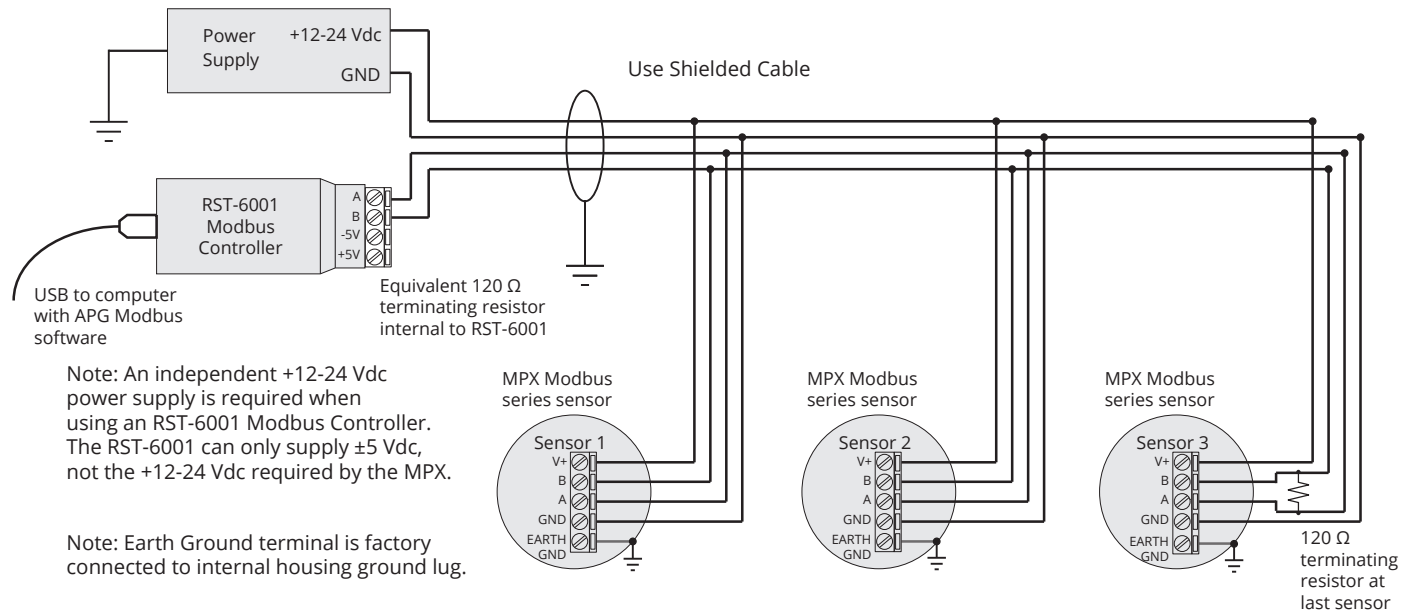 Power
Supply
+12-24 Vdc
GND
Use Shielded Cable
RST-6001
Modbus
Controller
A
B
-5V
+5V
USB to computer
with APG Modbus
software
Equivalent 120 Ω
terminating resistor
internal to RST-6001
Note: An independent +12-24 Vdc
power supply is required when
using an RST-6001 Modbus Controller.
The RST-6001 can only supply ±5 Vdc,
not the +12-24 Vdc required by the MPX.
Note: Earth Ground terminal is factory
connected to internal housing ground lug.
MPX Modbus
series sensor
Sensor 1
V+
B
A
GND
EARTH
GND
MPX Modbus
series sensor
Sensor 2
V+
B
A
GND
EARTH
GND
MPX Modbus
series sensor
Sensor 3
V+
B
A
GND
EARTH
GND
120 Ω
terminating
resistor at
last sensor